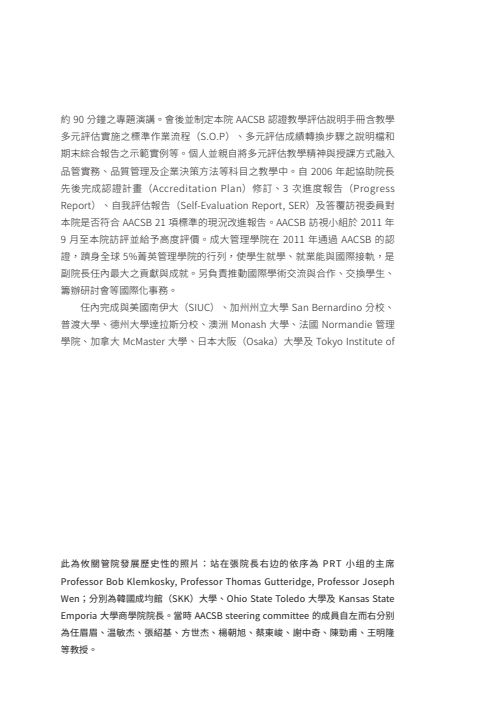 約 90 分鐘之專題演講。會後並制定本院 AACSB 認證教學評估說明手冊含教學
多元評估實施之標準作業流程（S.O.P）、多元評估成績轉換步驟之說明檔和
期末綜合報告之示範實例等。個人並親自將多元評估教學精神與授課方式融入
品管實務、品質管理及企業決策方法等科目之教學中。自 2006 年起協助院長
先後完成認證計畫（Accreditation Plan）修訂、3 次進度報告（Progress
Report）、自我評估報告（Self-Evaluation Report, SER）及答覆訪視委員對
本院是否符合 AACSB 21 項標準的現況改進報告。AACSB 訪視小組於 2011 年
9 月至本院訪評並給予高度評價。成大管理學院在 2011 年通過 AACSB 的認
證，躋身全球 5%菁英管理學院的行列，使學生就學、就業能與國際接軌，是
副院長任內最大之貢獻與成就。另負責推動國際學術交流與合作、交換學生、
籌辦研討會等國際化事務。
任內完成與美國南伊大（SIUC）、加州州立大學 San Bernardino 分校、
普渡大學、德州大學達拉斯分校、澳洲 Monash 大學、法國 Normandie 管理
學院、加拿大 McMaster 大學、日本大阪（Osaka）大學及 Tokyo Institute of
此為攸關管院發展歷史性的照片：站在張院長右边的依序為 PRT 小组的主席
Professor Bob Klemkosky, Professor Thomas Gutteridge, Professor Joseph
Wen；分別為韓國成均館（SKK）大學、Ohio State Toledo 大學及 Kansas State
Emporia 大學商學院院長。當時 AACSB steering committee 的成員自左而右分別
為任眉眉、溫敏杰、張紹基、方世杰、楊朝旭、蔡東峻、謝中奇、陳勁甫、王明隆
等教授。